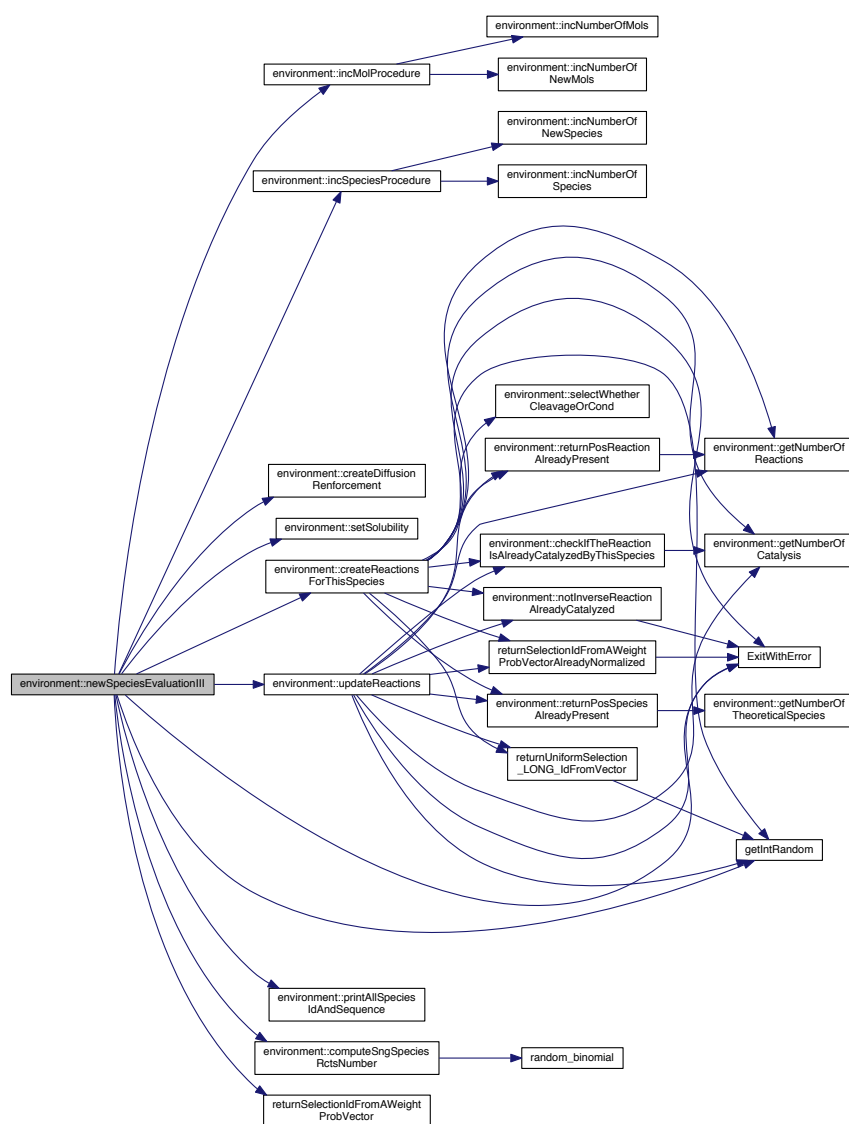 environment::incNumberOfMols
environment::incMolProcedure
environment::incNumberOf
NewMols
environment::incNumberOf
NewSpecies
environment::incSpeciesProcedure
environment::incNumberOf
Species
environment::selectWhether
CleavageOrCond
environment::returnPosReaction
AlreadyPresent
environment::getNumberOf
Reactions
environment::createDiffusion
Renforcement
environment::setSolubility
environment::checkIfTheReaction
IsAlreadyCatalyzedByThisSpecies
environment::getNumberOf
Catalysis
environment::createReactions
ForThisSpecies
environment::notInverseReaction
AlreadyCatalyzed
returnSelectionIdFromAWeight
ProbVectorAlreadyNormalized
ExitWithError
environment::newSpeciesEvaluationIII
environment::updateReactions
environment::returnPosSpecies
AlreadyPresent
environment::getNumberOf
TheoreticalSpecies
returnUniformSelection
_LONG_IdFromVector
getIntRandom
environment::printAllSpecies
IdAndSequence
environment::computeSngSpecies
RctsNumber
random_binomial
returnSelectionIdFromAWeight
ProbVector